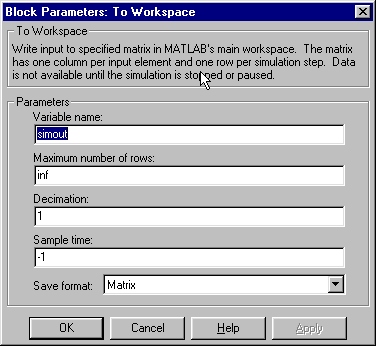 Block Parameters: To Workspace
To Workspace
Write input to specified matrix in MATLAB's main workspace. The matrix
has one column per input element and one row per simulation step. Data
is not available until the simulation is stopped or paused.
Parameters
Variable name:
simout
Maximum number of rows:
inf
Decimation:
1
Sample time:
-1
Save format: Matrix
OK Cancel Help Apply